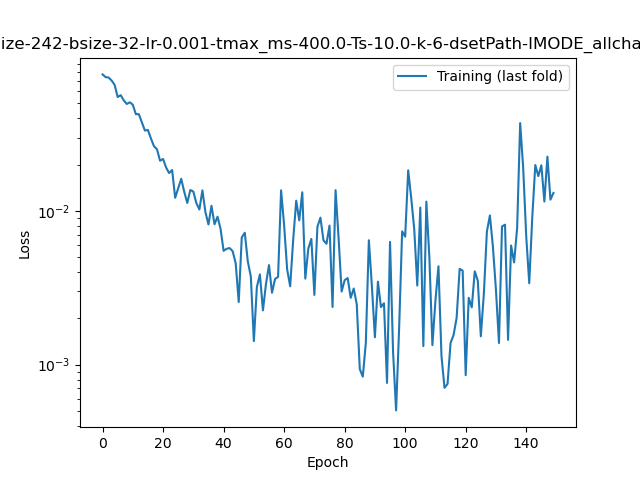 ize-242-bsize-32-lr-0.001-tmax_ms-400.0-Ts-10.0-k-6-dsetPath-IMODE_allcha
Training (last fold)
10⁻²
10⁻³
Loss
0 20 40 60 80 100 120 140
Epoch